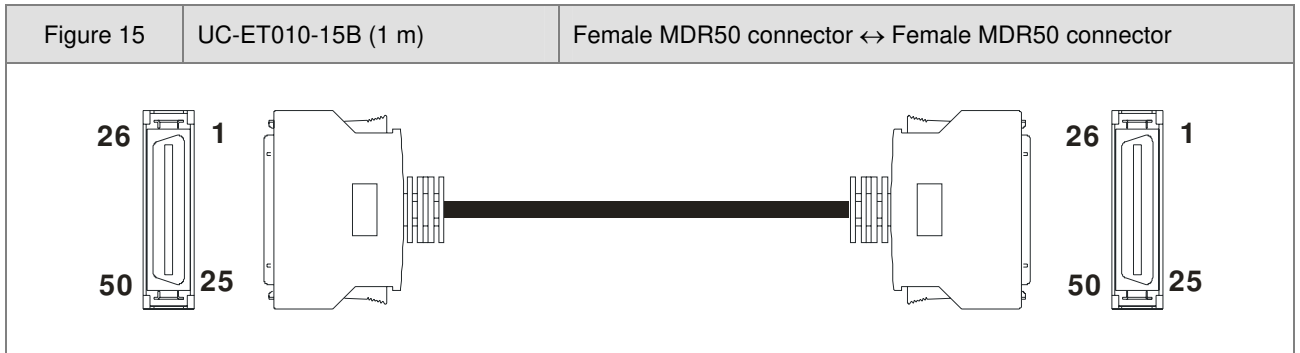 Figure 15 UC-ET010-15B (1 m) Female MDR50 connector ↔ Female MDR50 connector
26 1 26 1
50 25 50 25